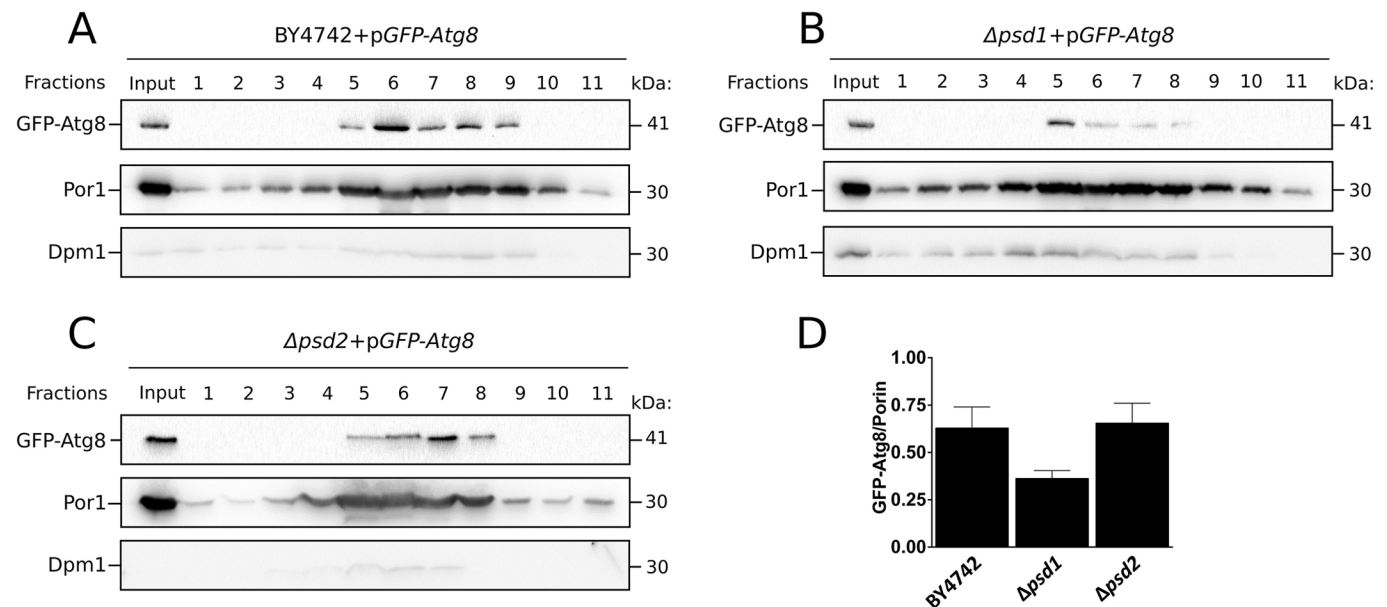 A
BY4742+pGFP-Atg8
Fractions Input 1 2 3 4 5 6 7 8 9 10 11 kDa:
GFP-Atg8 41
Por1 30
Dpm1 30
B
Δpsd1+pGFP-Atg8
Fractions Input 1 2 3 4 5 6 7 8 9 10 11 kDa:
GFP-Atg8 41
Por1 30
Dpm1 30
C
Δpsd2+pGFP-Atg8
Fractions Input 1 2 3 4 5 6 7 8 9 10 11 kDa:
GFP-Atg8 41
Por1 30
Dpm1 30
D
GFP-Atg8/Porin
1.00
0.75
0.50
0.25
0.00
BY4742 Δpsd1 Δpsd2